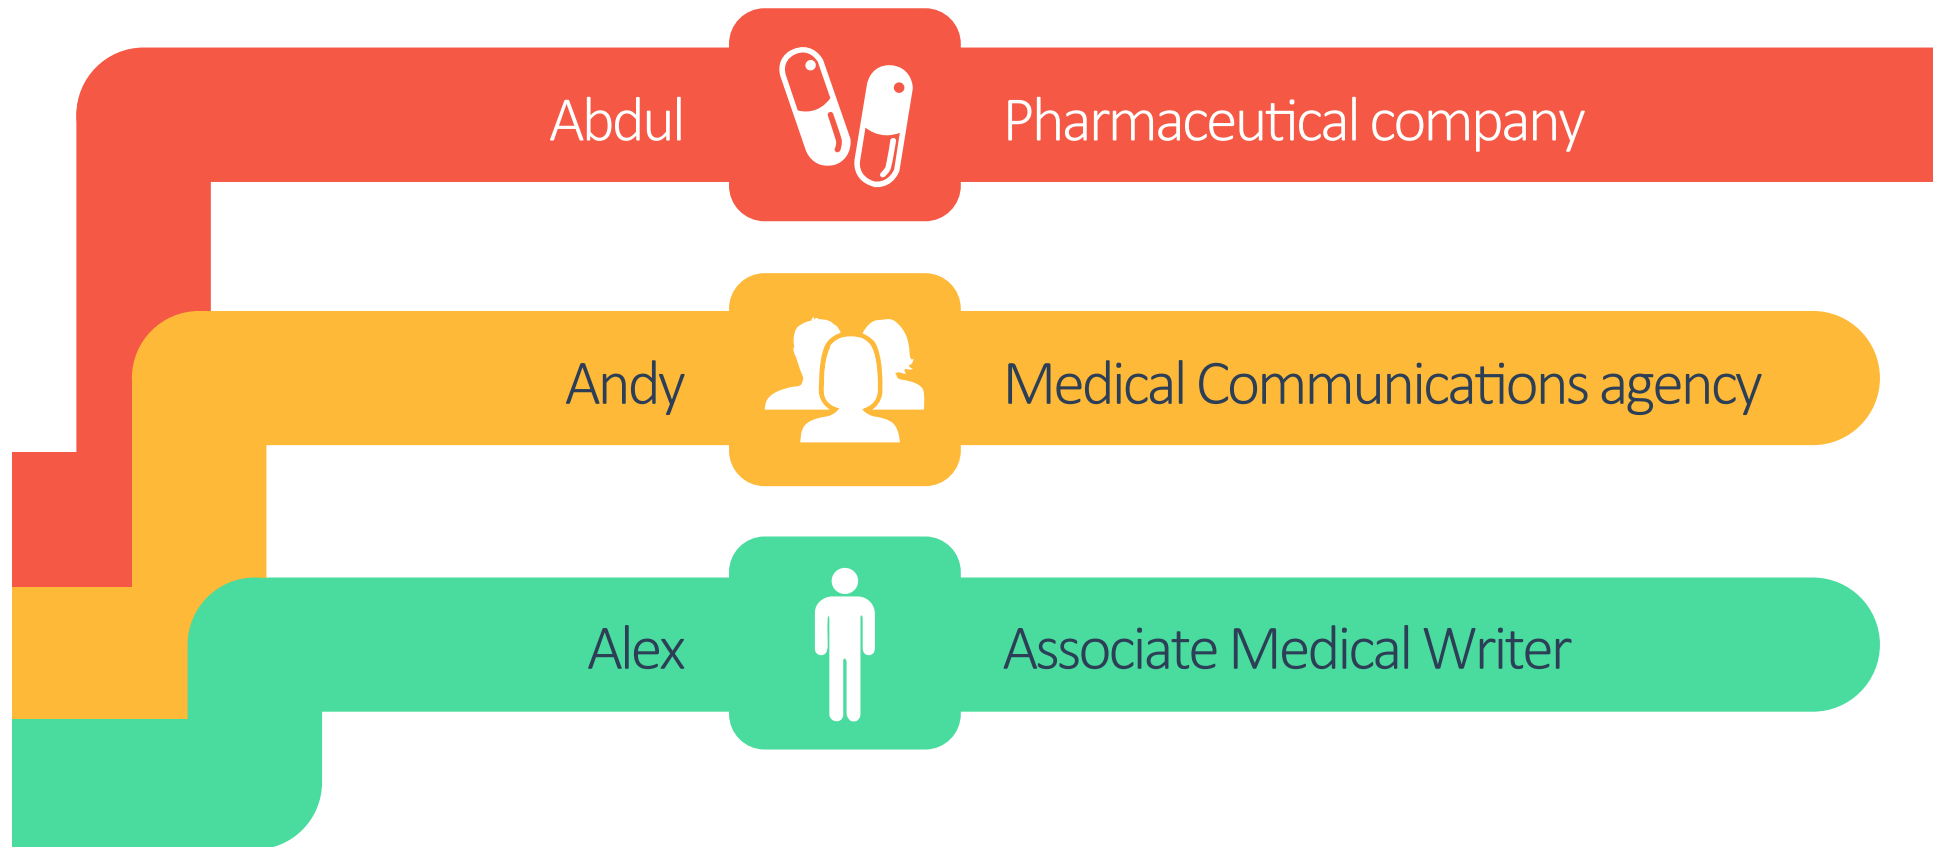 Abdul Pharmaceutical company
Andy Medical Communications agency
Alex Associate Medical Writer